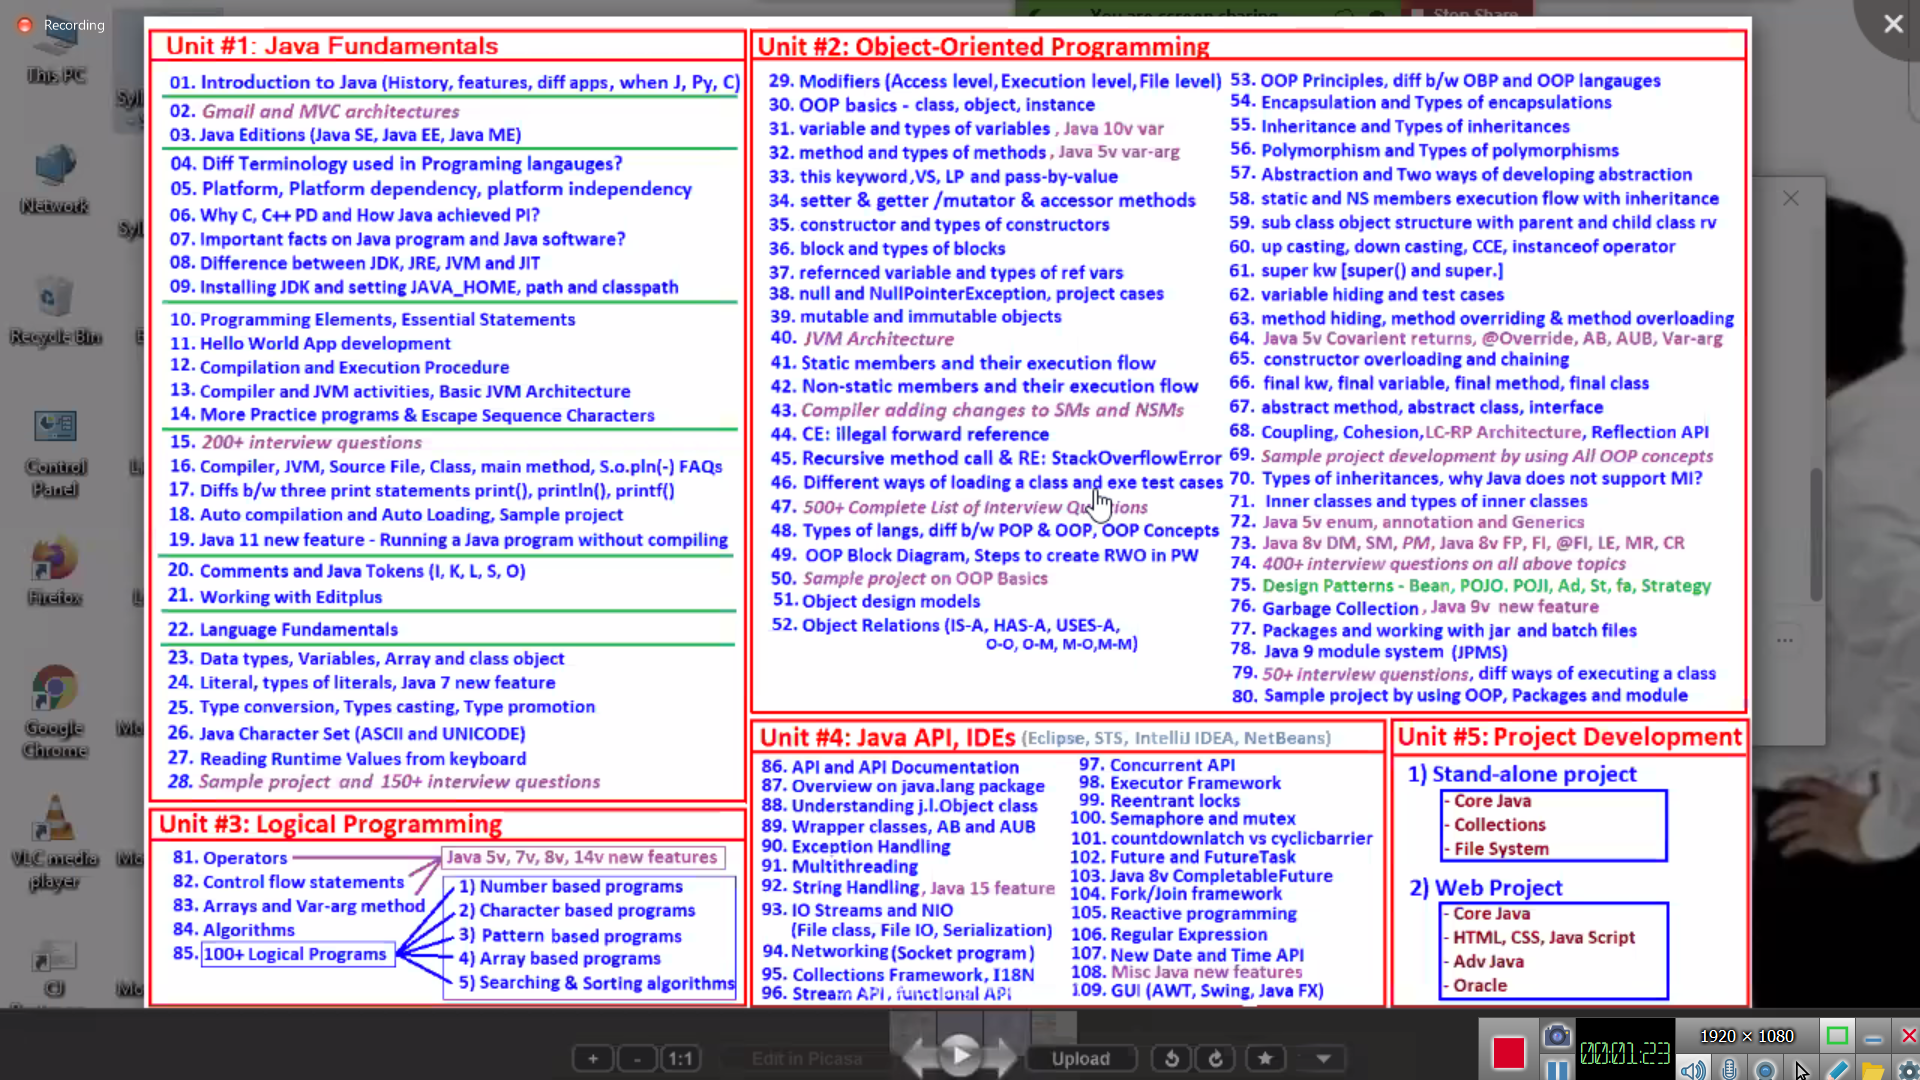 Recording
You are screen sharing
Stop Share
This PC
Network
Recycle Bin
Control
Panel
Firefox
Google
Chrome
VLC media
player
CJ
Unit #1: Java Fundamentals
01. Introduction to Java (History, features, diff apps, when J, Py, C)
02. Gmail and MVC architectures
03. Java Editions (Java SE, Java EE, Java ME)
04. Diff Terminology used in Programing langauges?
05. Platform, Platform dependency, platform independency
06. Why C, C++ PD and How Java achieved PI?
07. Important facts on Java program and Java software?
08. Difference between JDK, JRE, JVM and JIT
09. Installing JDK and setting JAVA_HOME, path and classpath
10. Programming Elements, Essential Statements
11. Hello World App development
12. Compilation and Execution Procedure
13. Compiler and JVM activities, Basic JVM Architecture
14. More Practice programs & Escape Sequence Characters
15. 200+ interview questions
16. Compiler, JVM, Source File, Class, main method, S.o.pln(-) FAQs
17. Diffs b/w three print statements print(), println(), printf()
18. Auto compilation and Auto Loading, Sample project
19. Java 11 new feature - Running a Java program without compiling
20. Comments and Java Tokens (I, K, L, S, O)
21. Working with Editplus
22. Language Fundamentals
23. Data types, Variables, Array and class object
24. Literal, types of literals, Java 7 new feature
25. Type conversion, Types casting, Type promotion
26. Java Character Set (ASCII and UNICODE)
27. Reading Runtime Values from keyboard
28. Sample project and 150+ interview questions
Unit #2: Object-Oriented Programming
29. Modifiers (Access level, Execution level, File level)
30. OOP basics - class, object, instance
31. variable and types of variables , Java 10v var
32. method and types of methods , Java 5v var-arg
33. this keyword ,VS, LP and pass-by-value
34. setter & getter /mutator & accessor methods
35. constructor and types of constructors
36. block and types of blocks
37. refernced variable and types of ref vars
38. null and NullPointerException, project cases
39. mutable and immutable objects
40. JVM Architecture
41. Static members and their execution flow
42. Non-static members and their execution flow
43. Compiler adding changes to SMs and NSMs
44. CE: illegal forward reference
45. Recursive method call & RE: StackOverflowError
46. Different ways of loading a class and exe test cases
47. 500+ Complete List of Interview Questions
48. Types of langs, diff b/w POP & OOP, OOP Concepts
49. OOP Block Diagram, Steps to create RWO in PW
50. Sample project on OOP Basics
51. Object design models
52. Object Relations (IS-A, HAS-A, USES-A,
O-O, O-M, M-O,M-M)
53. OOP Principles, diff b/w OBP and OOP langauges
54. Encapsulation and Types of encapsulations
55. Inheritance and Types of inheritances
56. Polymorphism and Types of polymorphisms
57. Abstraction and Two ways of developing abstraction
58. static and NS members execution flow with inheritance
59. sub class object structure with parent and child class rv
60. up casting, down casting, CCE, instanceof operator
61. super kw [super() and super.]
62. variable hiding and test cases
63. method hiding, method overriding & method overloading
64. Java 5v Covarient returns, @Override, AB, AUB, Var-arg
65. constructor overloading and chaining
66. final kw, final variable, final method, final class
67. abstract method, abstract class, interface
68. Coupling, Cohesion,LC-RP Architecture, Reflection API
69. Sample project development by using All OOP concepts
70. Types of inheritances, why Java does not support MI?
71. Inner classes and types of inner classes
72. Java 5v enum, annotation and Generics
73. Java 8v DM, SM, PM, Java 8v FP, FI, @FI, LE, MR, CR
74. 400+ interview questions on all above topics
75. Design Patterns - Bean, POJO. POJI, Ad, St, fa, Strategy
76. Garbage Collection , Java 9v new feature
77. Packages and working with jar and batch files
78. Java 9 module system (JPMS)
79. 50+ interview quenstions, diff ways of executing a class
80. Sample project by using OOP, Packages and module
Unit #3: Logical Programming
81. Operators
82. Control flow statements
83. Arrays and Var-arg method
84. Algorithms
85. 100+ Logical Programs
Java 5v, 7v, 8v, 14v new features
1) Number based programs
2) Character based programs
3) Pattern based programs
4) Array based programs
5) Searching & Sorting algorithms
Unit #4: Java API, IDEs (Eclipse, STS, IntelliJ IDEA, NetBeans)
86. API and API Documentation
87. Overview on java.lang package
88. Understanding j.l.Object class
89. Wrapper classes, AB and AUB
90. Exception Handling
91. Multithreading
92. String Handling , Java 15 feature
93. IO Streams and NIO
(File class, File IO, Serialization)
94. Networking (Socket program)
95. Collections Framework, I18N
96. Stream API, functional API
97. Concurrent API
98. Executor Framework
99. Reentrant locks
100. Semaphore and mutex
101. countdownlatch vs cyclicbarrier
102. Future and FutureTask
103. Java 8v CompletableFuture
104. Fork/Join framework
105. Reactive programming
106. Regular Expression
107. New Date and Time API
108. Misc Java new features
109. GUI (AWT, Swing, Java FX)
Unit #5: Project Development
1) Stand-alone project
- Core Java
- Collections
- File System
2) Web Project
- Core Java
- HTML, CSS, Java Script
- Adv Java
- Oracle
+ - 1:1 Edit in Picasa Upload
00:01:23
1920 × 1080